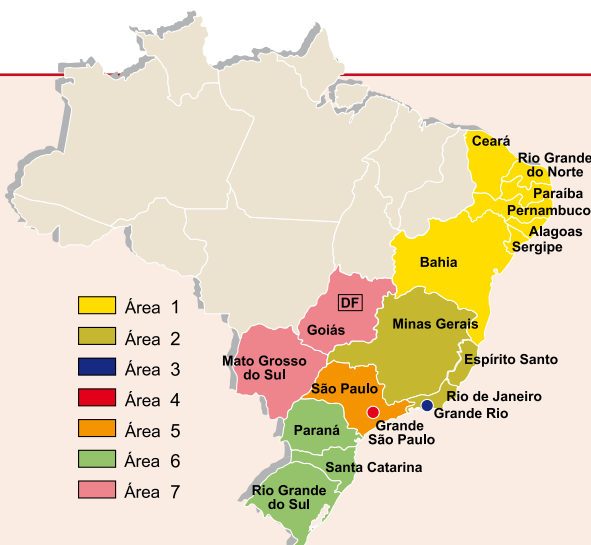 Ceará
Rio Grande
do Norte
Paraíba
Pernambuco
Alagoas
Sergipe
Bahia
DF
Goiás
Minas Gerais
Mato Grosso
do Sul
Espírito Santo
São Paulo
Rio de Janeiro
Grande Rio
Grande
São Paulo
Paraná
Santa Catarina
Rio Grande
do Sul
Área 1
Área 2
Área 3
Área 4
Área 5
Área 6
Área 7